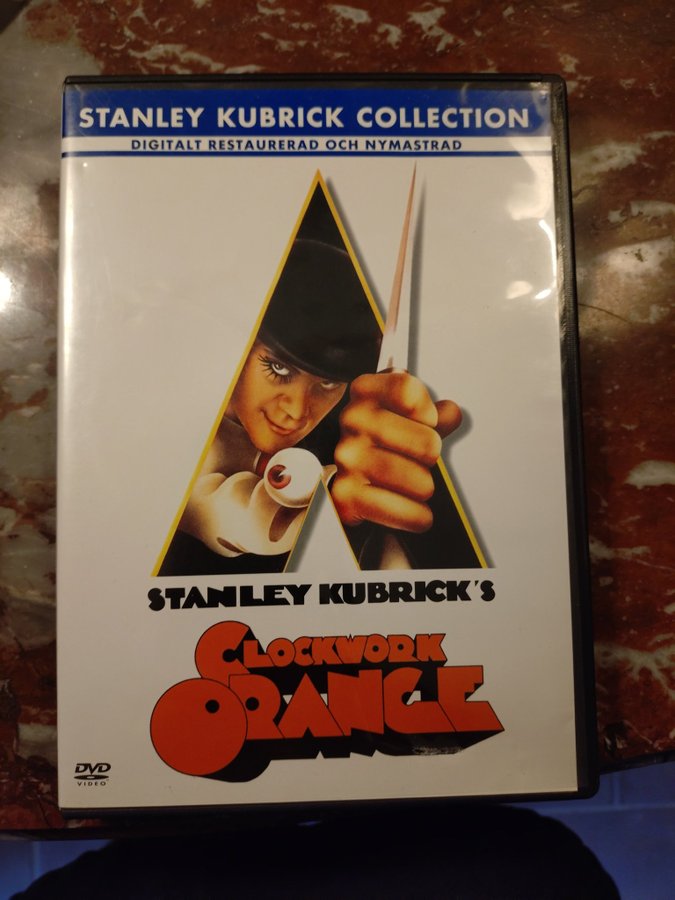 STANLEY KUBRICK COLLECTION
DIGITALT RESTAURERAD OCH NYMASTRAD
STANLEY KUBRICK'S
CLOCKWORK
ORANGE
DVD
VIDEO